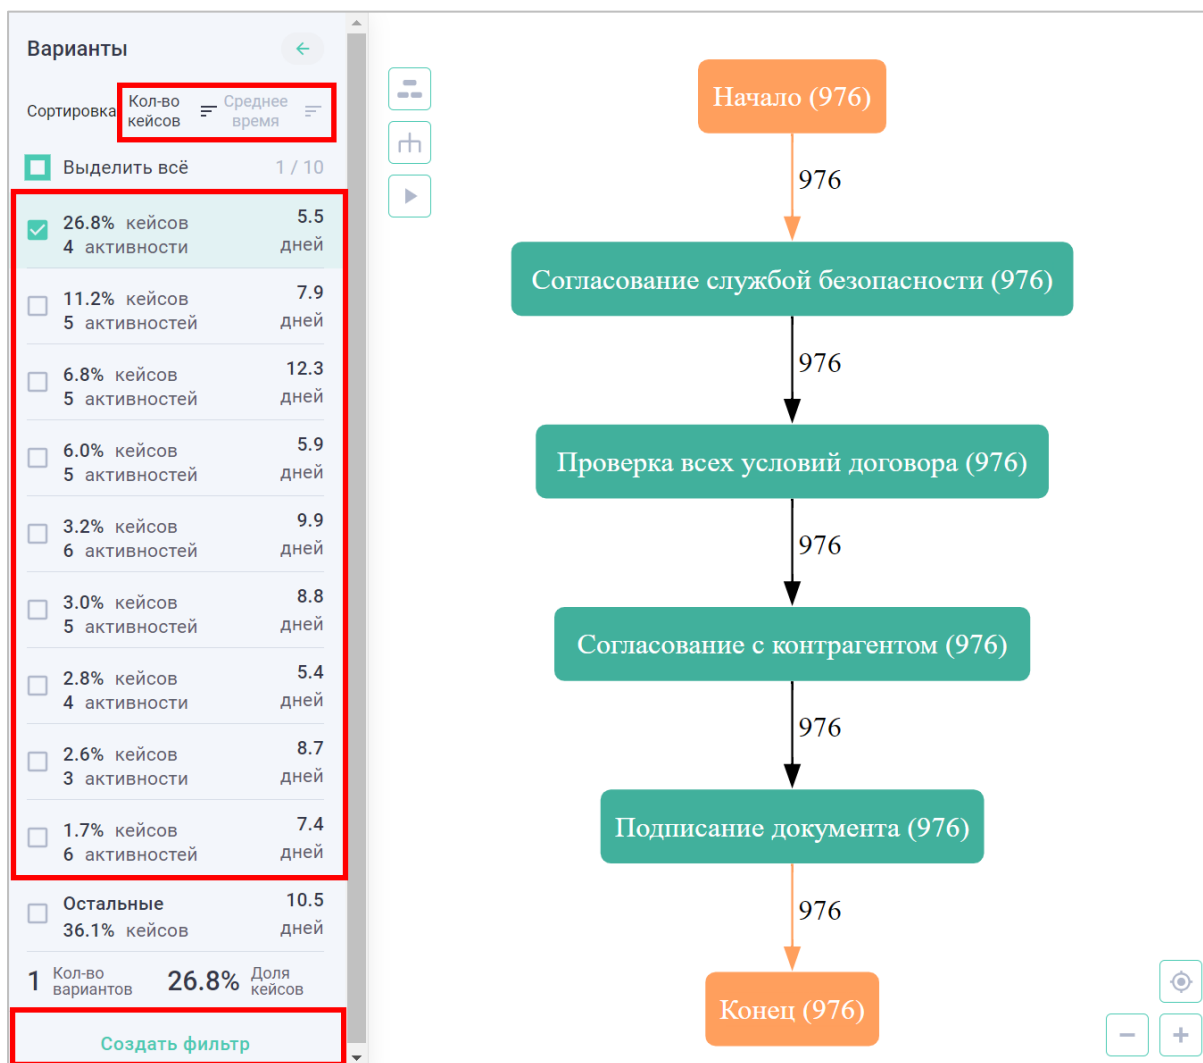 Варианты
Сортировка Кол-во кейсов Среднее время
Выделить всё 1 / 10
26.8% кейсов 5.5
4 активности дней
11.2% кейсов 7.9
5 активностей дней
6.8% кейсов 12.3
5 активностей дней
6.0% кейсов 5.9
5 активностей дней
3.2% кейсов 9.9
6 активностей дней
3.0% кейсов 8.8
5 активностей дней
2.8% кейсов 5.4
4 активности дней
2.6% кейсов 8.7
3 активности дней
1.7% кейсов 7.4
6 активностей дней
Остальные 10.5
36.1% кейсов дней
1 Кол-во вариантов 26.8% Доля кейсов
Создать фильтр
Начало (976)
976
Согласование службой безопасности (976)
976
Проверка всех условий договора (976)
976
Согласование с контрагентом (976)
976
Подписание документа (976)
976
Конец (976)